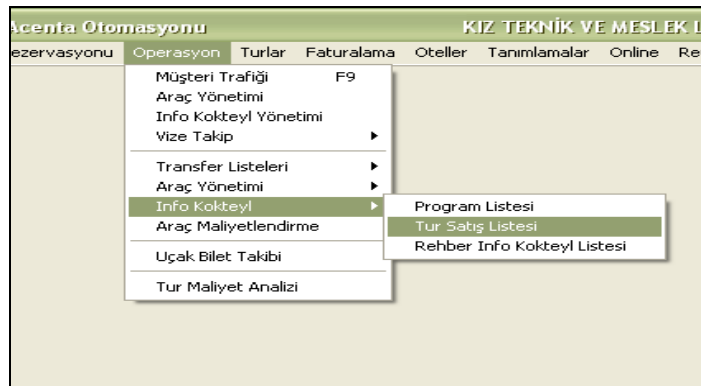 Acenta Otomasyonu KIZ TEKNİK VE MESLEK
Operasyon Turlar Faturalama Oteller Tanımlamalar Online
Müşteri Trafiği F9
Araç Yönetimi
Info Kokteyl Yönetimi
Vize Takip
Transfer Listeleri
Araç Yönetimi
Info Kokteyl
Araç Maliyetlendirme
Uçak Bilet Takibi
Tur Maliyet Analizi
Program Listesi
Tur Satış Listesi
Rehber Info Kokteyl Listesi